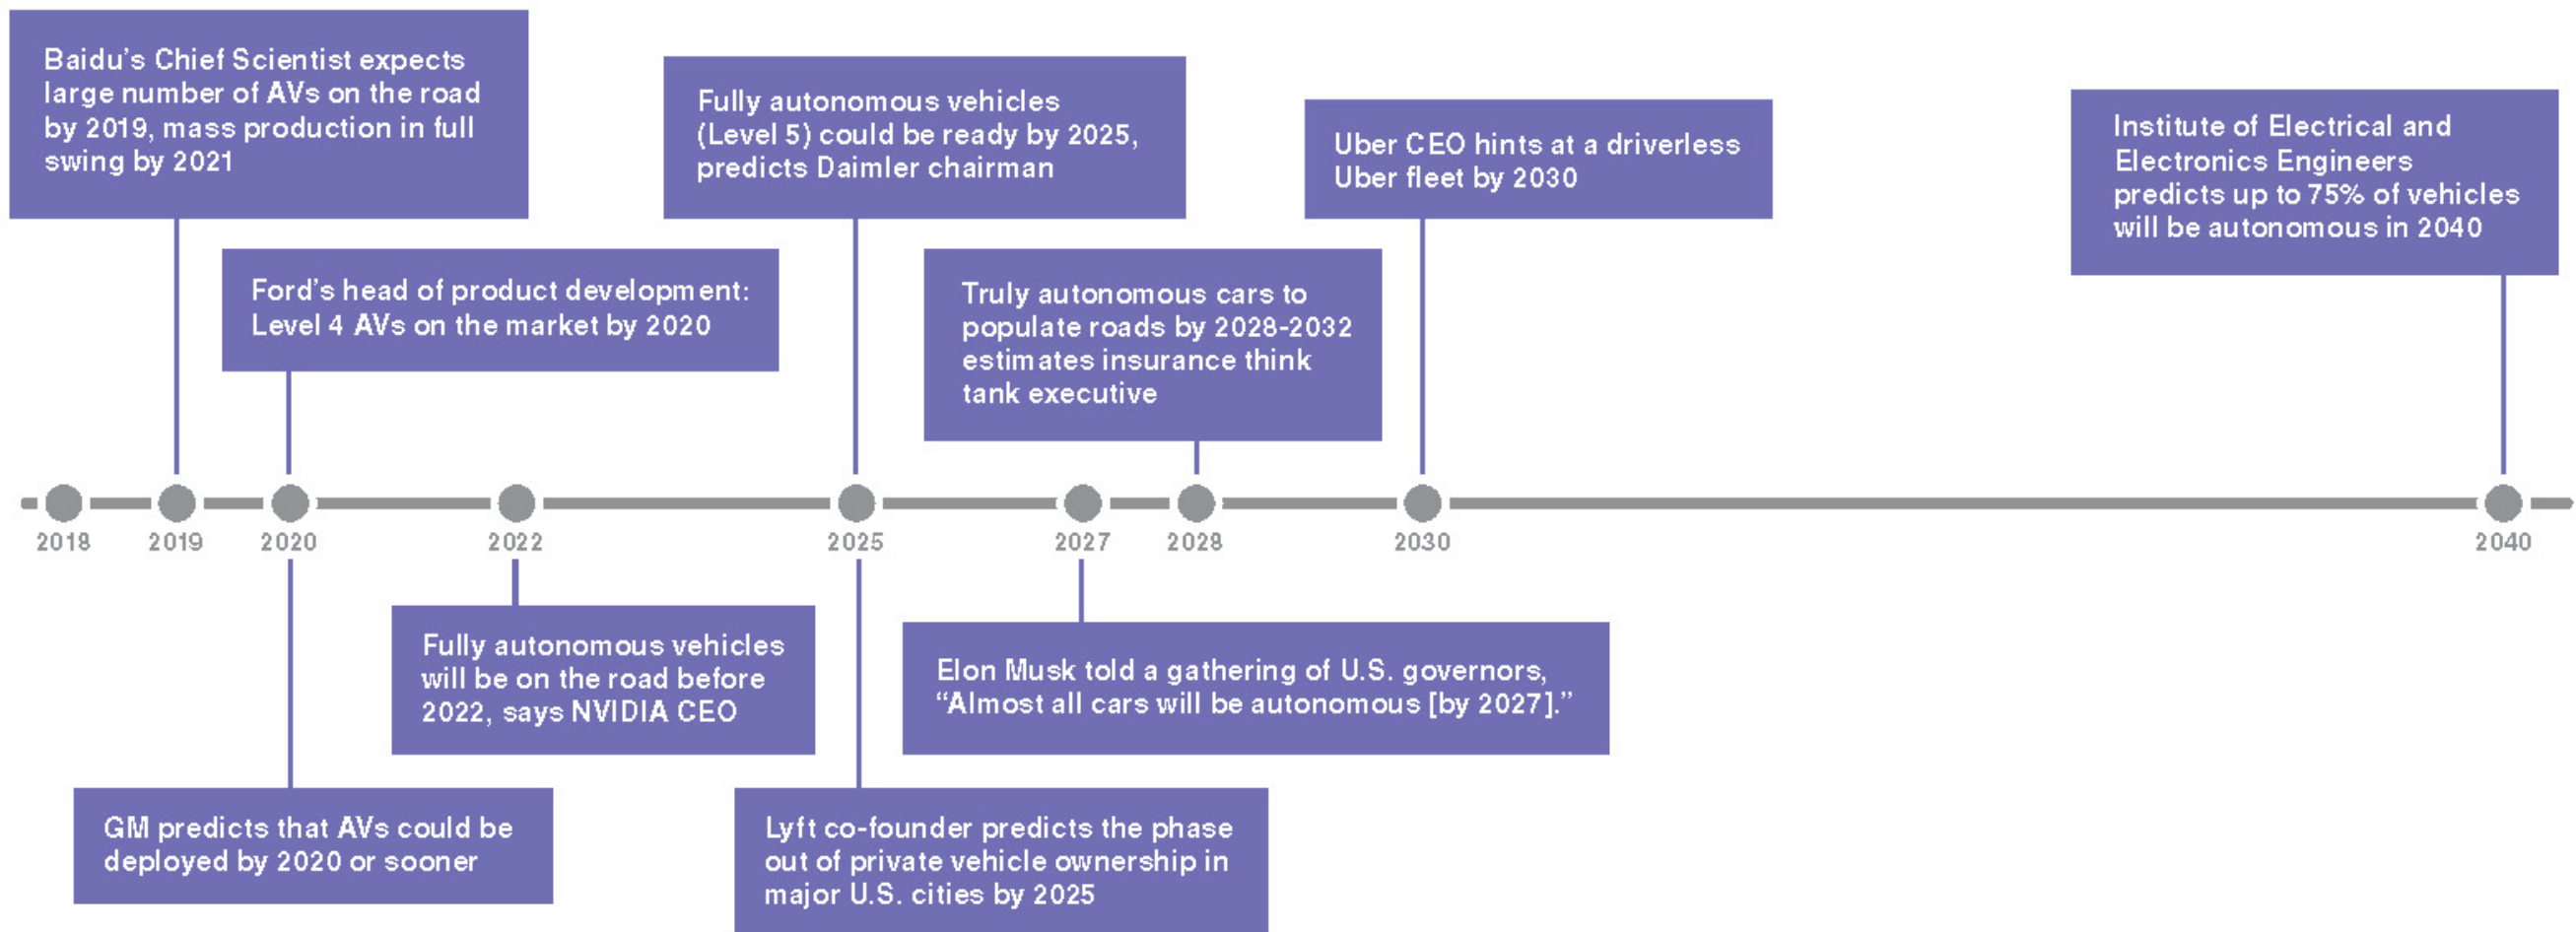 Baidu’s Chief Scientist expects
large number of AVs on the road
by 2019, mass production in full
swing by 2021
Fully autonomous vehicles
(Level 5) could be ready by 2025,
predicts Daimler chairman
Uber CEO hints at a driverless
Uber fleet by 2030
Institute of Electrical and
Electronics Engineers
predicts up to 75% of vehicles
will be autonomous in 2040
Ford’s head of product development:
Level 4 AVs on the market by 2020
Truly autonomous cars to
populate roads by 2028-2032
estimates insurance think
tank executive
2018
2019
2020
2022
2025
2027
2028
2030
2040
Fully autonomous vehicles
will be on the road before
2022, says NVIDIA CEO
Elon Musk told a gathering of U.S. governors,
“Almost all cars will be autonomous [by 2027].”
GM predicts that AVs could be
deployed by 2020 or sooner
Lyft co-founder predicts the phase
out of private vehicle ownership in
major U.S. cities by 2025